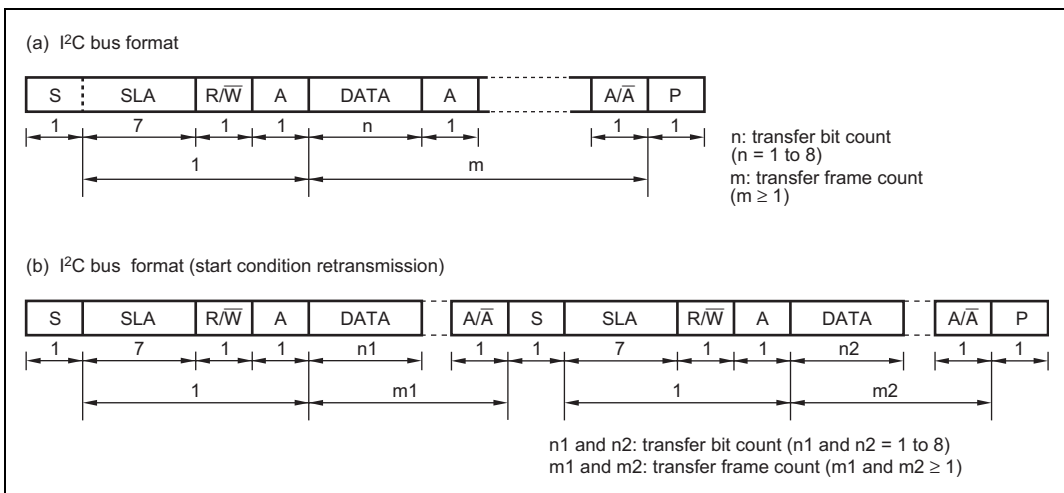 (a) I²C bus format
S SLA R/W̅ A DATA A A/A̅ P
1 7 1 1 n 1 1 1
1 m
n: transfer bit count
(n = 1 to 8)
m: transfer frame count
(m ≥ 1)
(b) I²C bus format (start condition retransmission)
S SLA R/W̅ A DATA A/A̅ S SLA R/W̅ A DATA A/A̅ P
1 7 1 1 n1 1 1 7 1 1 n2 1 1
1 m1 1 m2
n1 and n2: transfer bit count (n1 and n2 = 1 to 8)
m1 and m2: transfer frame count (m1 and m2 ≥ 1)